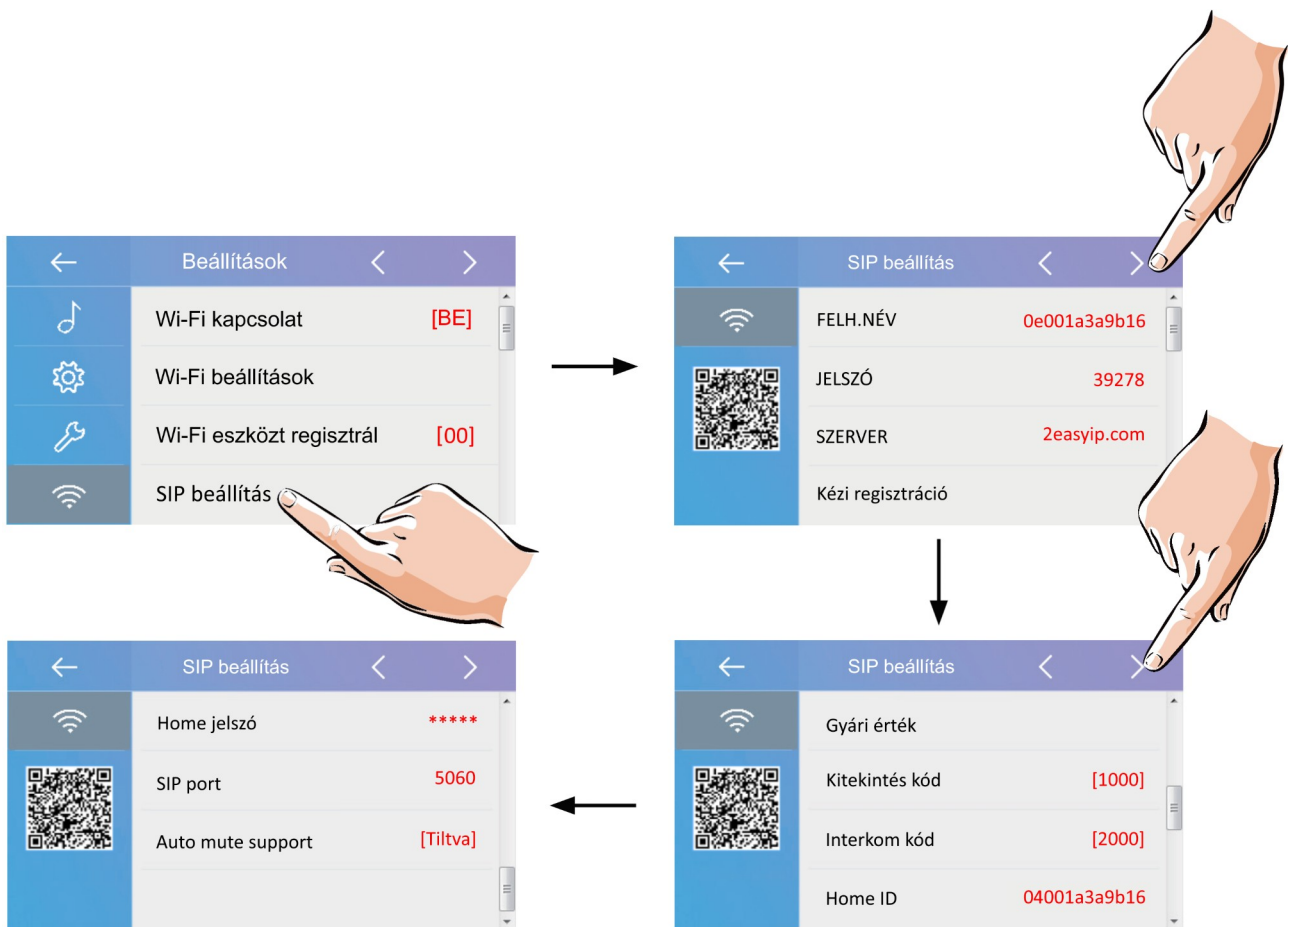 Beállítások
Wi-Fi kapcsolat [BE]
Wi-Fi beállítások
Wi-Fi eszközt regisztrál [00]
SIP beállítás
SIP beállítás
FELH.NÉV 0e001a3a9b16
JELSZÓ 39278
SZERVER 2easyip.com
Kézi regisztráció
SIP beállítás
Gyári érték
Kitekintés kód [1000]
Interkom kód [2000]
Home ID 04001a3a9b16
SIP beállítás
Home jelszó *****
SIP port 5060
Auto mute support [Tiltva]